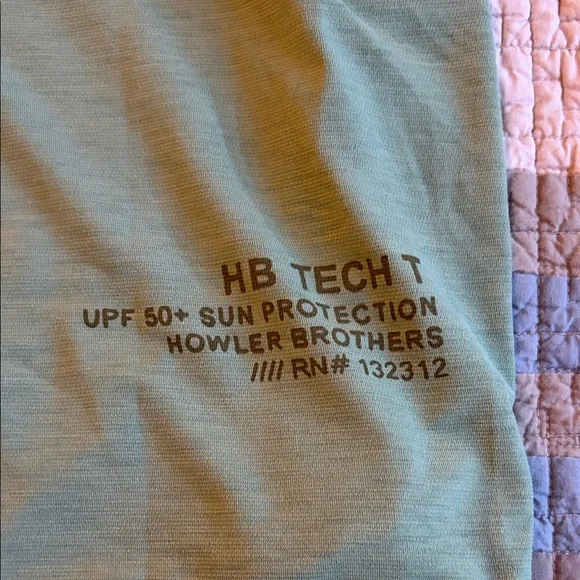 HB TECH T
UPF 50+ SUN PROTECTION
HOWLER BROTHERS
//// RN# 132312